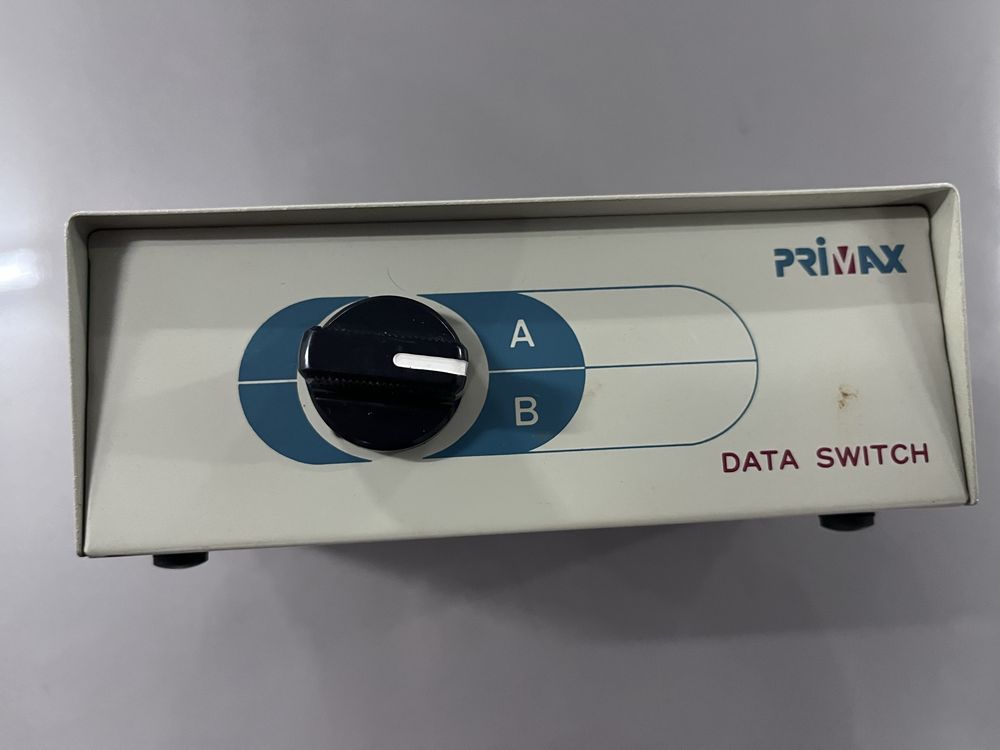 PRIMAX
A
B
DATA SWITCH